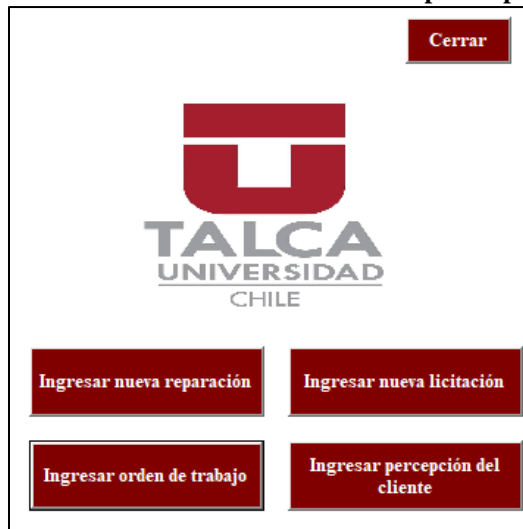 Cerrar
TALCA
UNIVERSIDAD
CHILE
Ingresar nueva reparación
Ingresar nueva licitación
Ingresar orden de trabajo
Ingresar percepción del
cliente